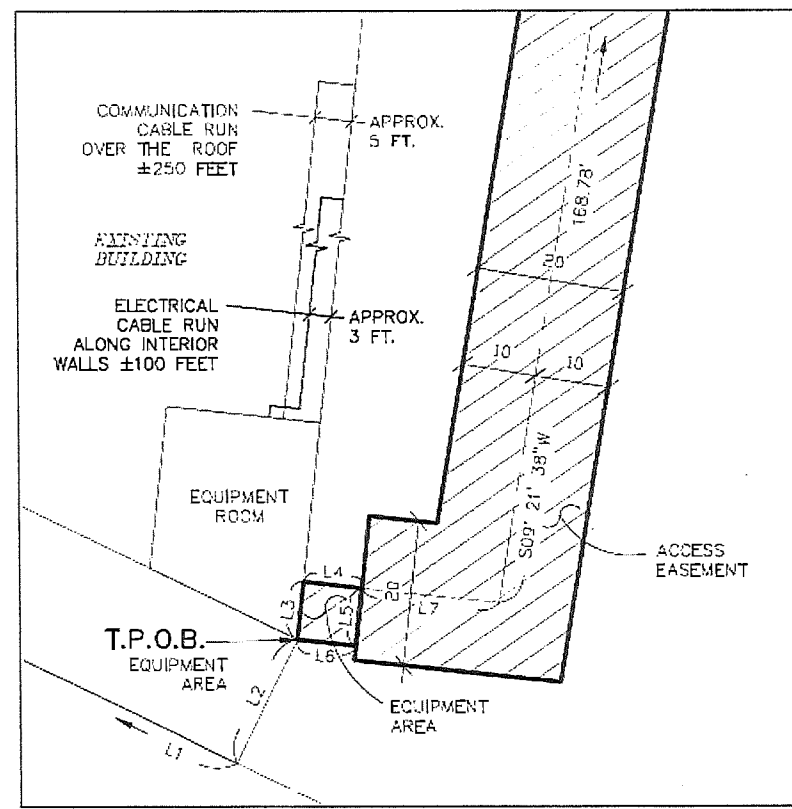 COMMUNICATION
CABLE RUN
OVER THE ROOF
±250 FEET
APPROX.
5 FT.
168.78'
EXISTING
BUILDING
20
ELECTRICAL
CABLE RUN
ALONG INTERIOR
WALLS ±100 FEET
APPROX.
3 FT.
10
10
S09° 21' 38"W
EQUIPMENT
ROOM
ACCESS
EASEMENT
L4
20
L3
L5
L7
T.P.O.B.
EQUIPMENT
AREA
L6
L2
EQUIPMENT
AREA
L1